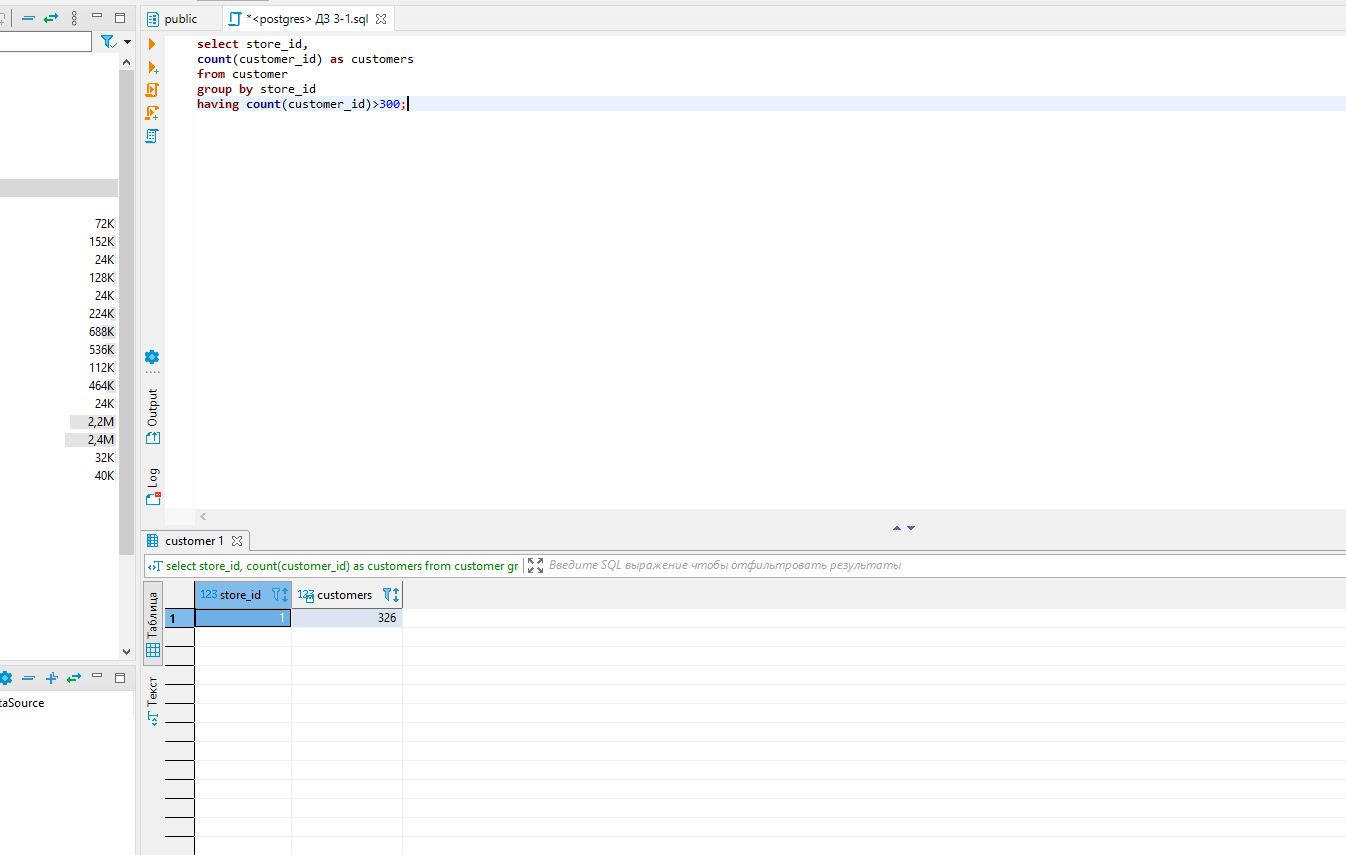 public
*<postgres> ДЗ 3-1.sql
select store_id,
count(customer_id) as customers
from customer
group by store_id
having count(customer_id)>300;
72K
152K
24K
128K
24K
224K
688K
536K
112K
464K
24K
2,2M
2,4M
32K
40K
Output
Log
customer 1
select store_id, count(customer_id) as customers from customer gr
Введите SQL выражение чтобы отфильтровать результаты
Таблица
123 store_id
123 customers
1
1
326
Текст
taSource